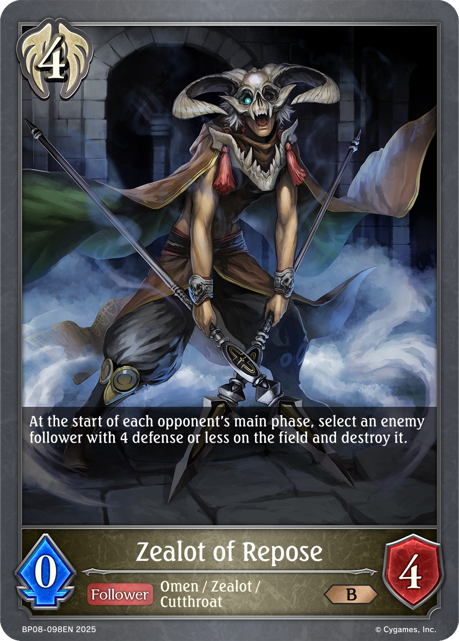 4
At the start of each opponent's main phase, select an enemy
follower with 4 defense or less on the field and destroy it.
Zealot of Repose
0
Follower
Omen / Zealot /
Cutthroat
B
4
BP08-098EN 2025
© Cygames, Inc.